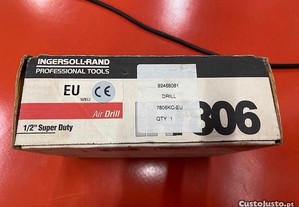 INGERSOLL-RAND
PROFESSIONAL TOOLS
EU CE
Air Drill
1/2" Super Duty
DRILL
7806KC-EU
QTY 1
806
CustoJusto.pt